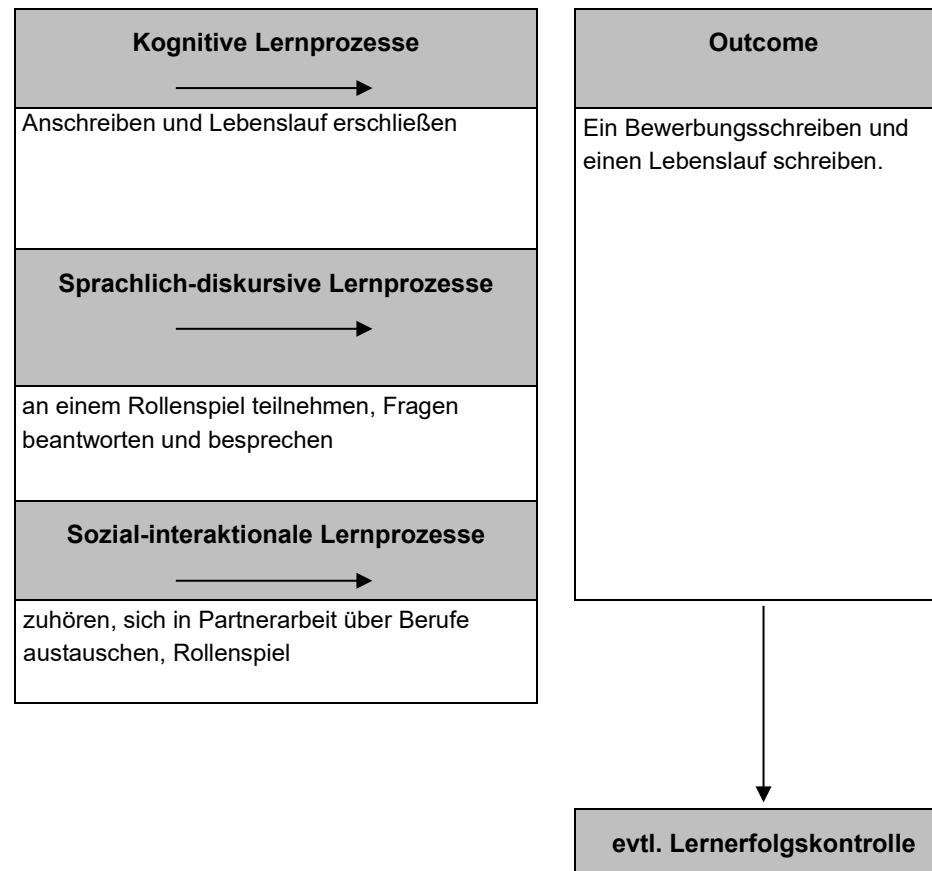 Kognitive Lernprozesse
Anschreiben und Lebenslauf erschließen
Sprachlich-diskursive Lernprozesse
an einem Rollenspiel teilnehmen, Fragen
beantworten und besprechen
Sozial-interaktionale Lernprozesse
zuhören, sich in Partnerarbeit über Berufe
austauschen, Rollenspiel
Outcome
Ein Bewerbungsschreiben und
einen Lebenslauf schreiben.
evtl. Lernerfolgskontrolle